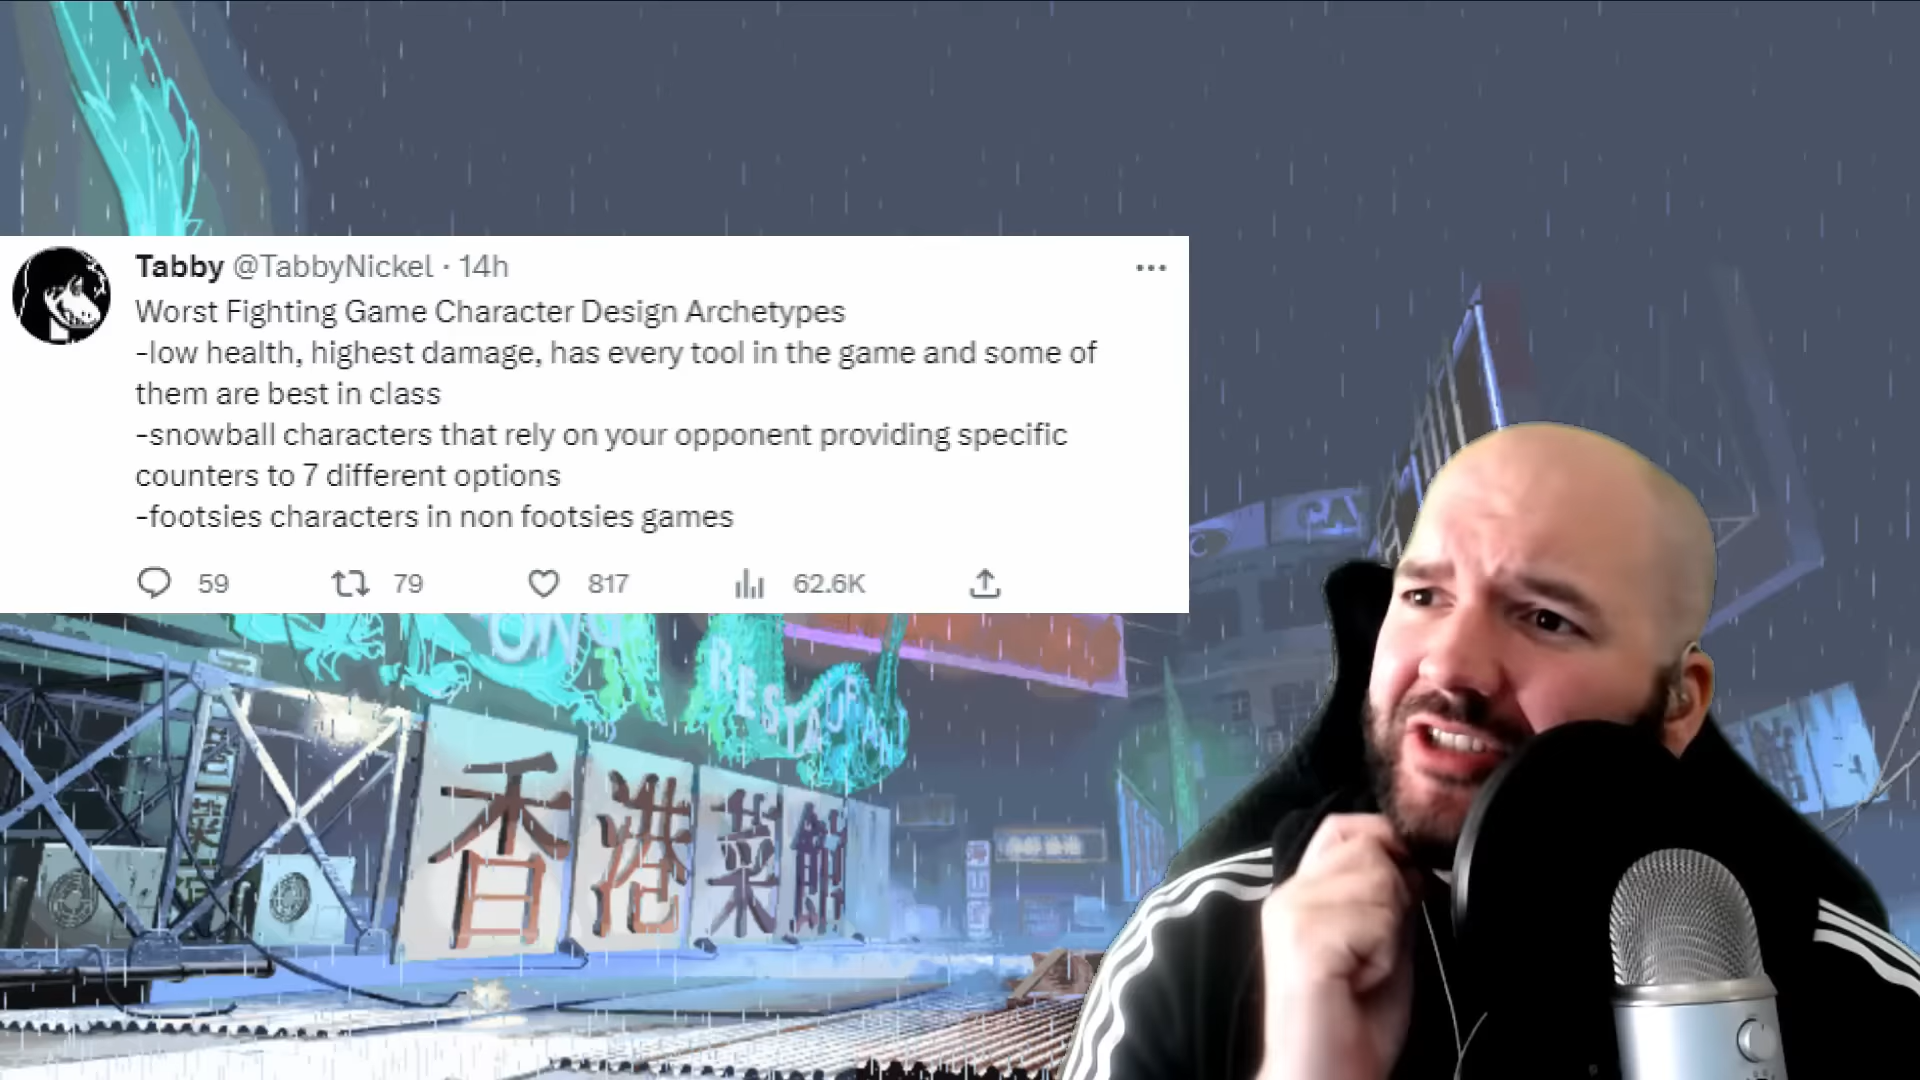 Tabby @TabbyNickel · 14h
Worst Fighting Game Character Design Archetypes
-low health, highest damage, has every tool in the game and some of
them are best in class
-snowball characters that rely on your opponent providing specific
counters to 7 different options
-footsies characters in non footsies games
59 79 817 62.6K
ONG
RESTAURAN
香港菜館